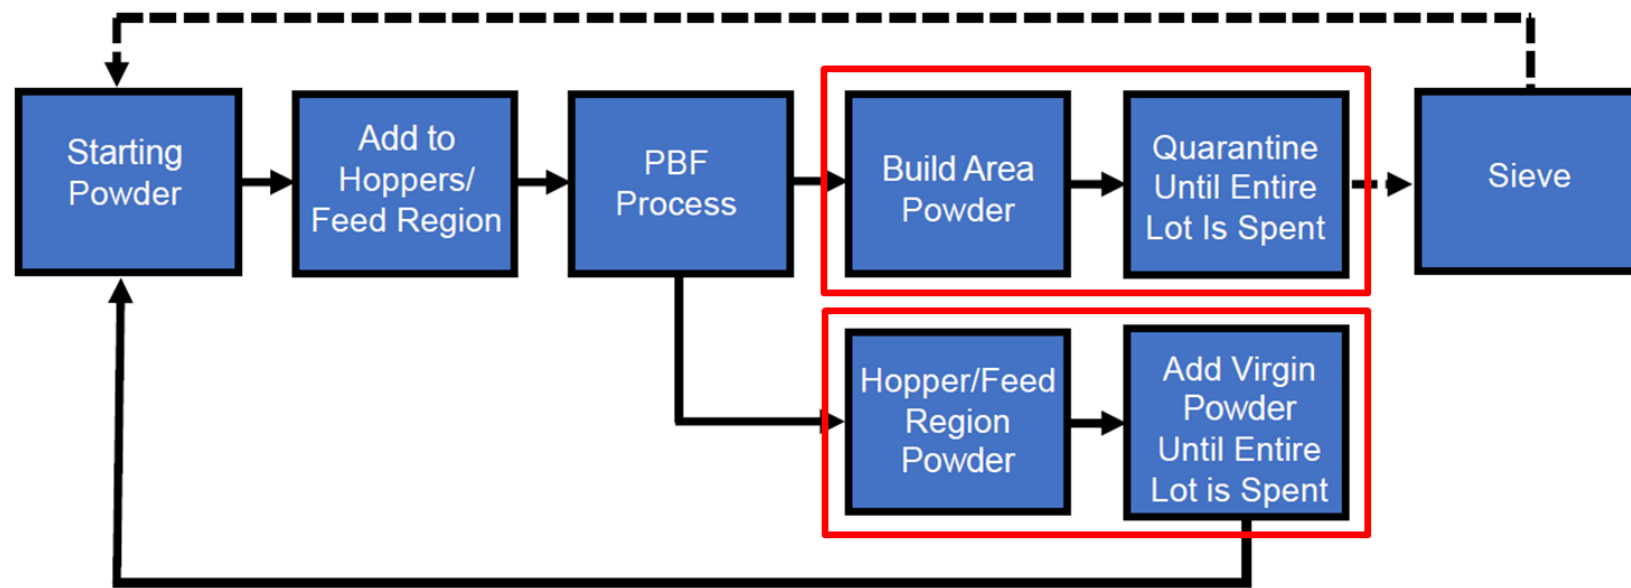 Starting
Powder
Add to
Hoppers/
Feed Region
PBF
Process
Build Area
Powder
Quarantine
Until Entire
Lot Is Spent
Sieve
Hopper/Feed
Region
Powder
Add Virgin
Powder
Until Entire
Lot is Spent